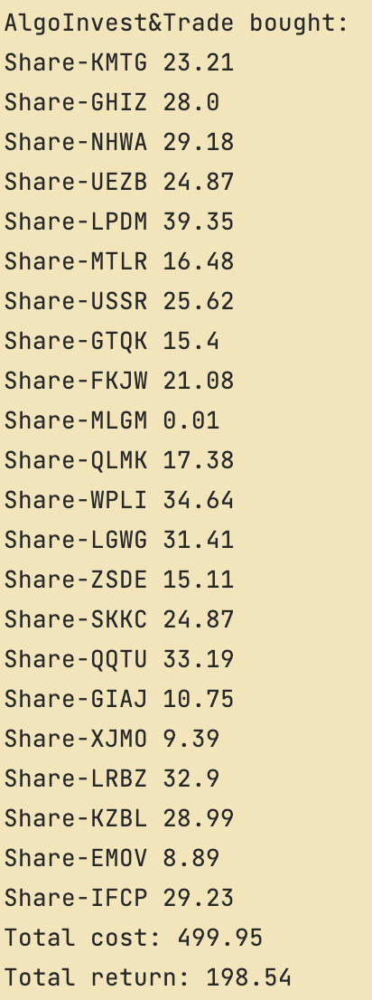 AlgoInvest&Trade bought:
Share-KMTG 23.21
Share-GHIZ 28.0
Share-NHWA 29.18
Share-UEZB 24.87
Share-LPDM 39.35
Share-MTLR 16.48
Share-USSR 25.62
Share-GTQK 15.4
Share-FKJW 21.08
Share-MLGM 0.01
Share-QLMK 17.38
Share-WPLI 34.64
Share-LGWG 31.41
Share-ZSDE 15.11
Share-SKKC 24.87
Share-QQTU 33.19
Share-GIAJ 10.75
Share-XJMO 9.39
Share-LRBZ 32.9
Share-KZBL 28.99
Share-EMOV 8.89
Share-IFCP 29.23
Total cost: 499.95
Total return: 198.54